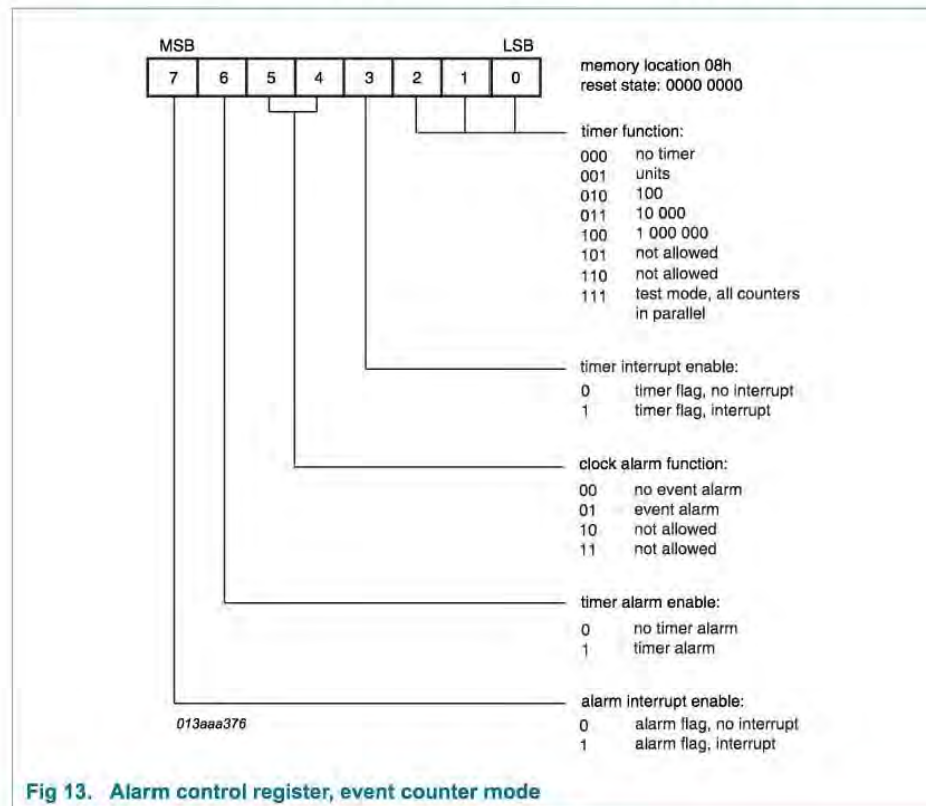 MSB LSB
7 6 5 4 3 2 1 0
memory location 08h
reset state: 0000 0000
timer function:
000 no timer
001 units
010 100
011 10 000
100 1 000 000
101 not allowed
110 not allowed
111 test mode, all counters
in parallel
timer interrupt enable:
0 timer flag, no interrupt
1 timer flag, interrupt
clock alarm function:
00 no event alarm
01 event alarm
10 not allowed
11 not allowed
timer alarm enable:
0 no timer alarm
1 timer alarm
alarm interrupt enable:
0 alarm flag, no interrupt
1 alarm flag, interrupt
013aaa376
Fig 13. Alarm control register, event counter mode